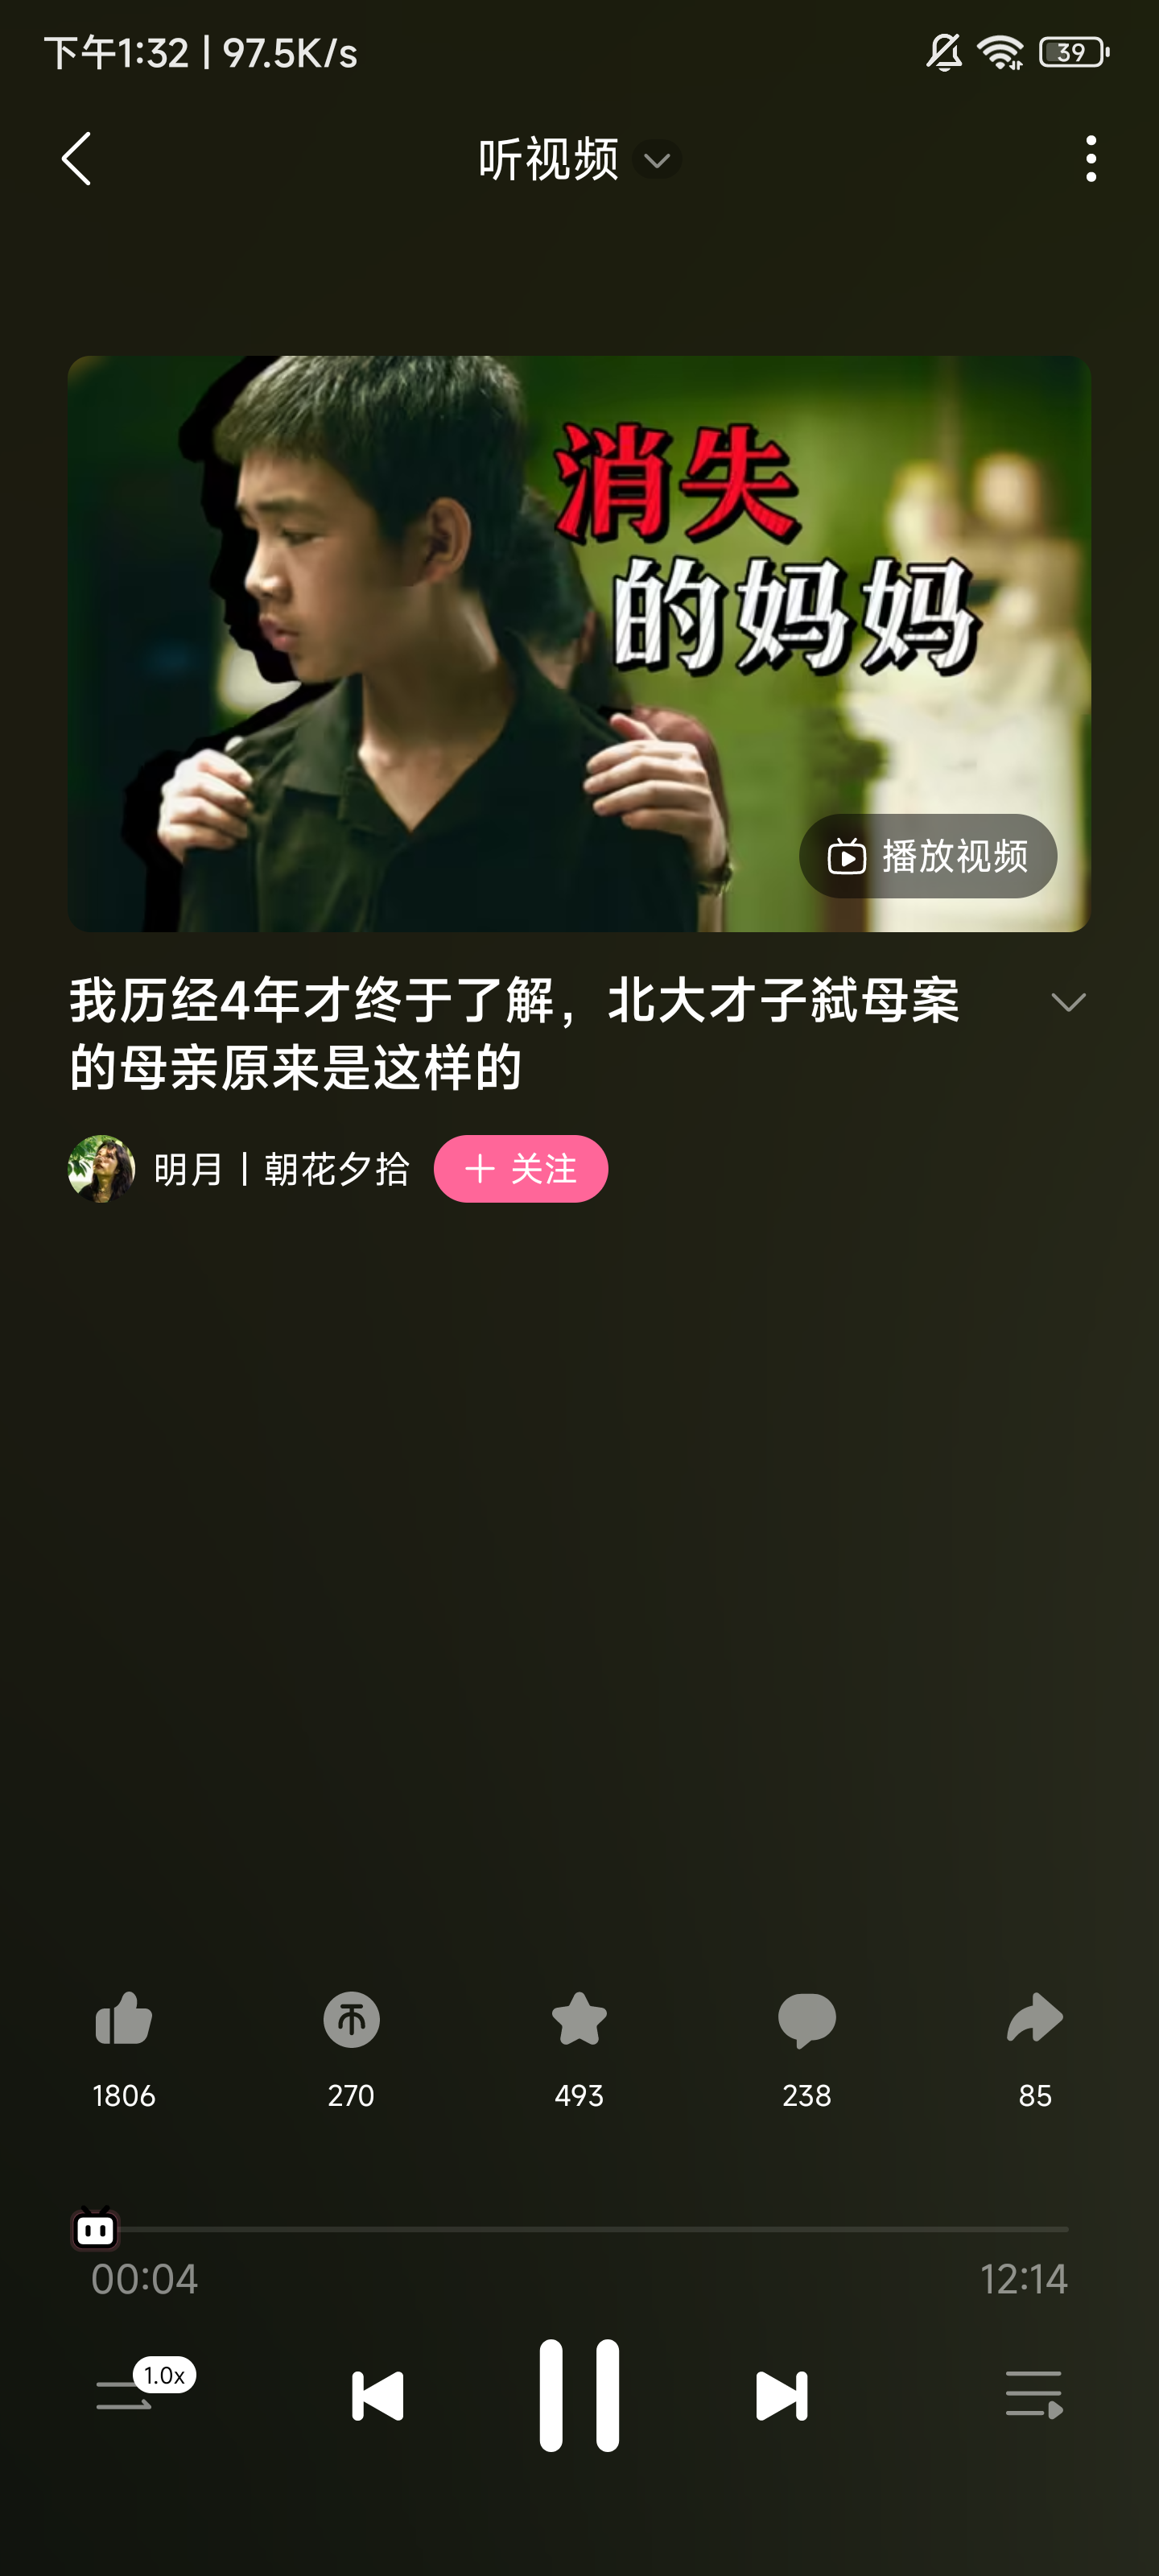 下午1:32 | 97.5K/s
39
听视频
消失
的妈妈
播放视频
我历经4年才终于了解，北大才子弑母案
的母亲原来是这样的
明月丨朝花夕拾
关注
1806
270
493
238
85
00:04
12:14
1.0x